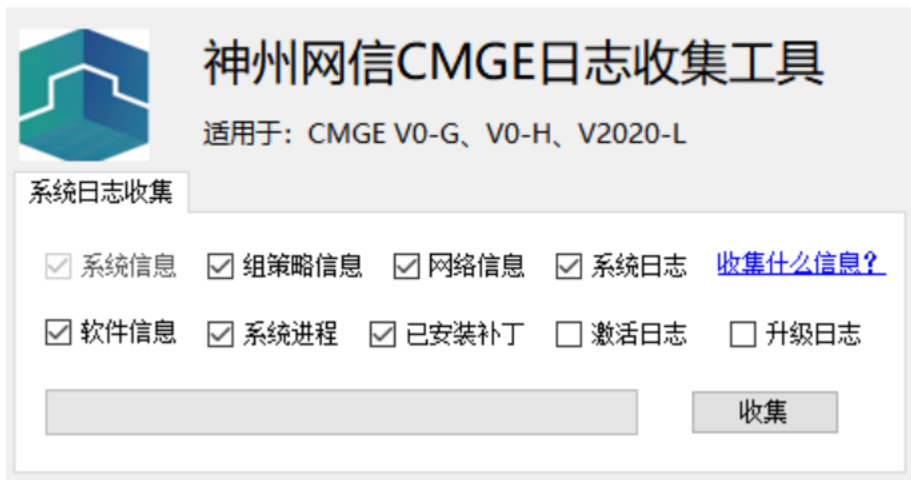 神州网信CMGE日志收集工具
适用于：CMGE V0-G、V0-H、V2020-L
系统日志收集
系统信息 组策略信息 网络信息 系统日志 收集什么信息？
软件信息 系统进程 已安装补丁 激活日志 升级日志
收集